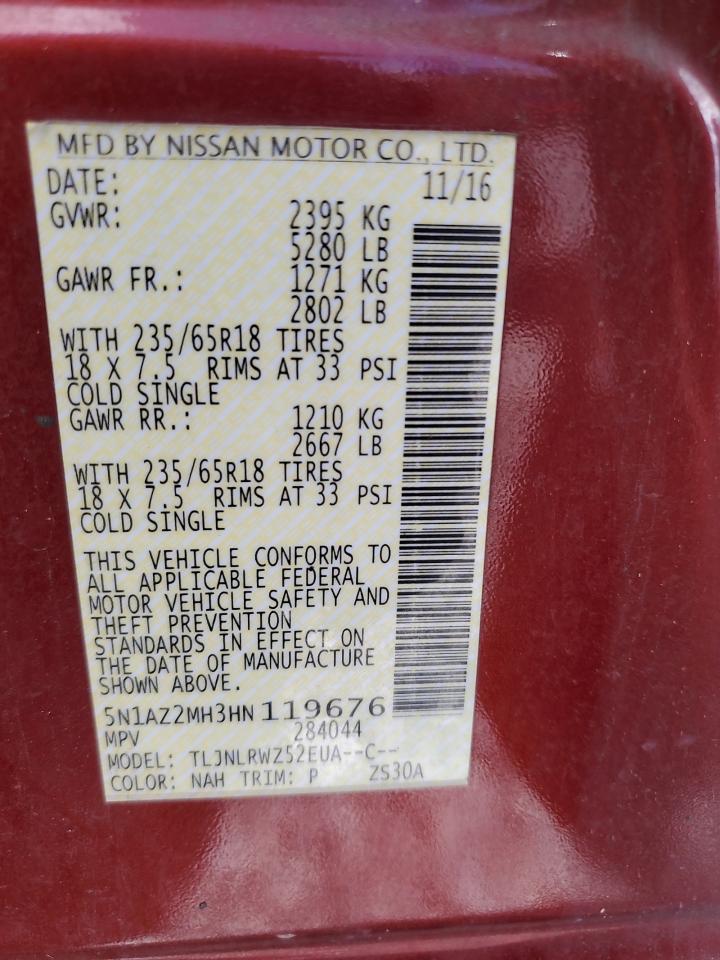 MFD BY NISSAN MOTOR CO., LTD.
DATE: 11/16
GVWR: 2395 KG
5280 LB
GAWR FR.: 1271 KG
2802 LB
WITH 235/65R18 TIRES
18 X 7.5 RIMS AT 33 PSI
COLD SINGLE
GAWR RR.: 1210 KG
2667 LB
WITH 235/65R18 TIRES
18 X 7.5 RIMS AT 33 PSI
COLD SINGLE
THIS VEHICLE CONFORMS TO
ALL APPLICABLE FEDERAL
MOTOR VEHICLE SAFETY AND
THEFT PREVENTION
STANDARDS IN EFFECT ON
THE DATE OF MANUFACTURE
SHOWN ABOVE.
5N1AZ2MH3HN 119676
MPV 284044
MODEL: TLJNLRWZ52EUA--C--
COLOR: NAH TRIM: P ZS30A